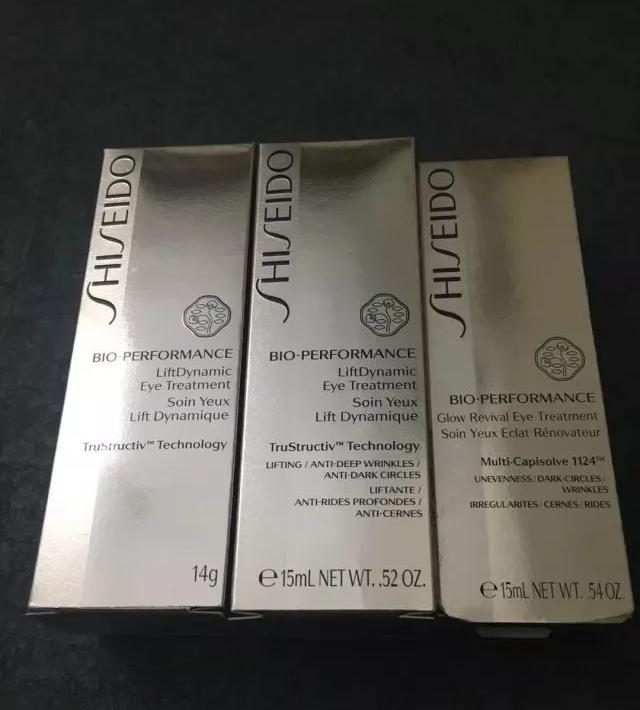 SHISEIDO
BIO-PERFORMANCE
LiftDynamic
Eye Treatment
Soin Yeux
Lift Dynamique
TruStructiv™ Technology
14g
SHISEIDO
BIO-PERFORMANCE
LiftDynamic
Eye Treatment
Soin Yeux
Lift Dynamique
TruStructiv™ Technology
LIFTING / ANTI-DEEP WRINKLES /
ANTI-DARK CIRCLES
LIFTANTE /
ANTI-RIDES PROFONDES /
ANTI-CERNES
℮15mL NET WT. .52 OZ.
SHISEIDO
BIO-PERFORMANCE
Glow Revival Eye Treatment
Soin Yeux Eclat Rénovateur
Multi-Capisolve 1124™
UNEVENNESS / DARK-CIRCLES /
WRINKLES
IRREGULARITES / CERNES / RIDES
℮15mL NET WT. .54 OZ.